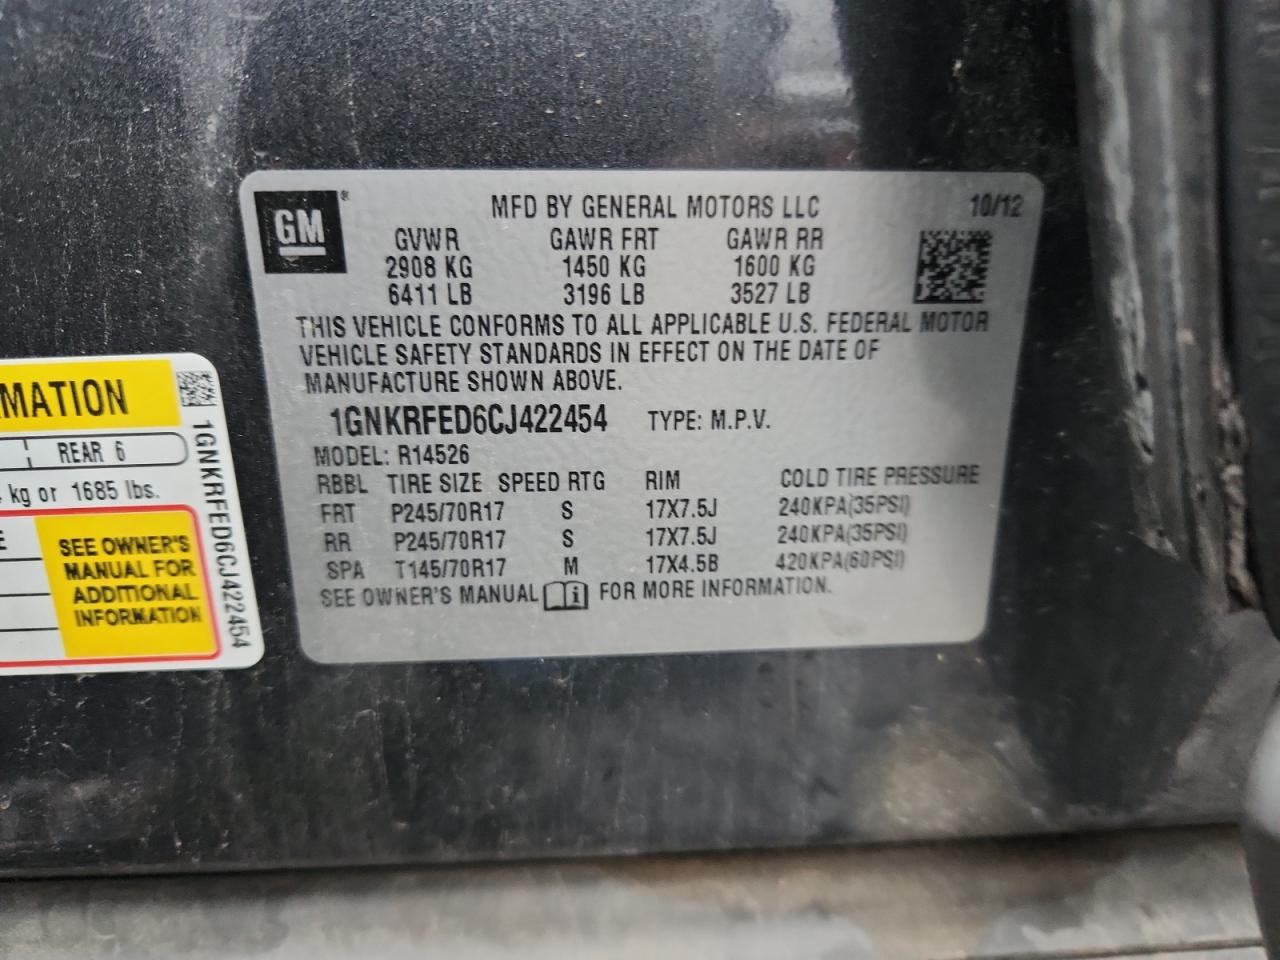 GM®
MFD BY GENERAL MOTORS LLC 10/12
GVWR GAWR FRT GAWR RR
2908 KG 1450 KG 1600 KG
6411 LB 3196 LB 3527 LB
THIS VEHICLE CONFORMS TO ALL APPLICABLE U.S. FEDERAL MOTOR
VEHICLE SAFETY STANDARDS IN EFFECT ON THE DATE OF
MANUFACTURE SHOWN ABOVE.
1GNKRFED6CJ422454 TYPE: M.P.V.
MODEL: R14526
RBBL TIRE SIZE SPEED RTG RIM COLD TIRE PRESSURE
FRT P245/70R17 S 17X7.5J 240KPA(35PSI)
RR P245/70R17 S 17X7.5J 240KPA(35PSI)
SPA T145/70R17 M 17X4.5B 420KPA(60PSI)
SEE OWNER'S MANUAL i FOR MORE INFORMATION.
MATION
REAR 6
kg or 1685 lbs.
E
SEE OWNER'S
MANUAL FOR
ADDITIONAL
INFORMATION
1GNKRFED6CJ422454